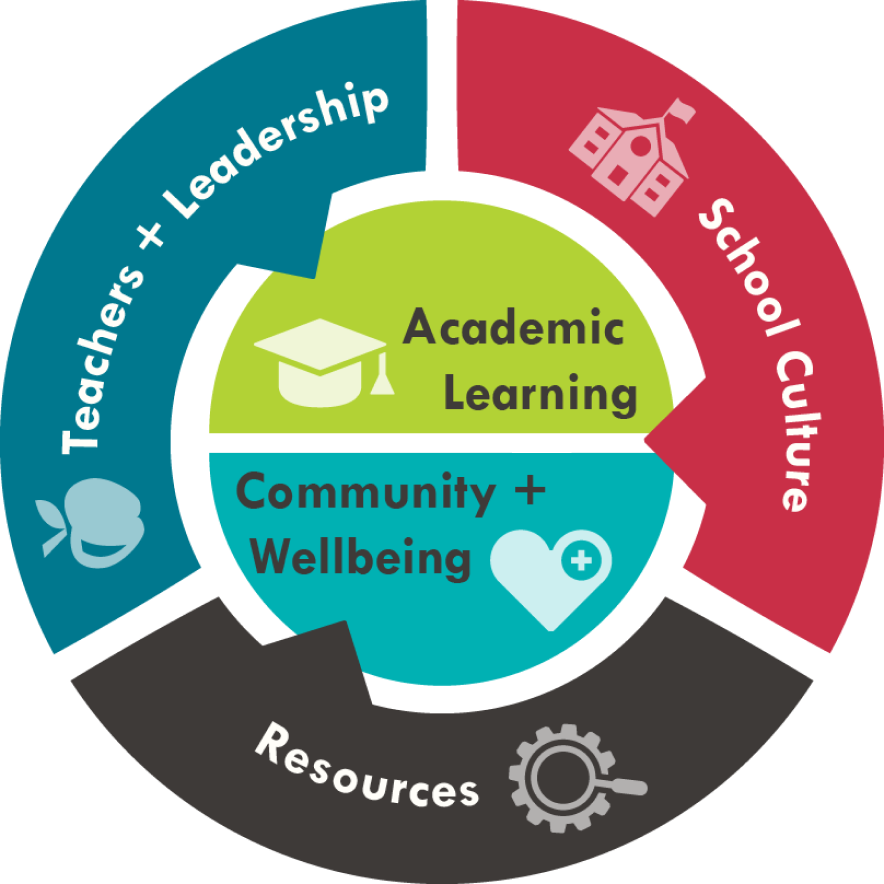 Teachers + Leadership
School Culture
Academic
Learning
Community +
Wellbeing
Resources